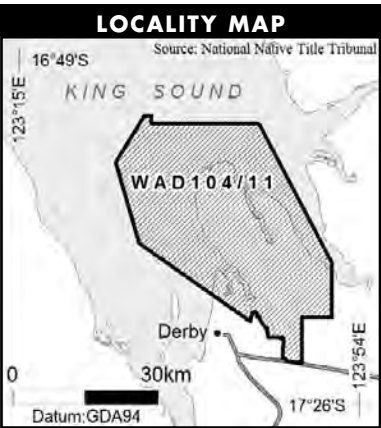 LOCALITY MAP
Source: National Native Title Tribunal
16°49'S
123°15'E
KING SOUND
WAD104/11
Derby
0 30km
123°54'E
17°26'S
Datum:GDA94